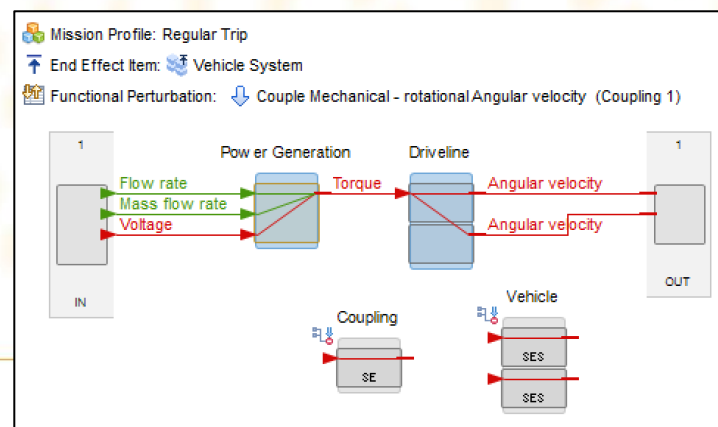 Mission Profile: Regular Trip
End Effect Item: Vehicle System
Functional Perturbation: Couple Mechanical - rotational Angular velocity (Coupling 1)
1
Power Generation
Driveline
1
Flow rate
Torque
Angular velocity
Mass flow rate
Voltage
Angular velocity
IN
OUT
Vehicle
Coupling
SES
SE
SES